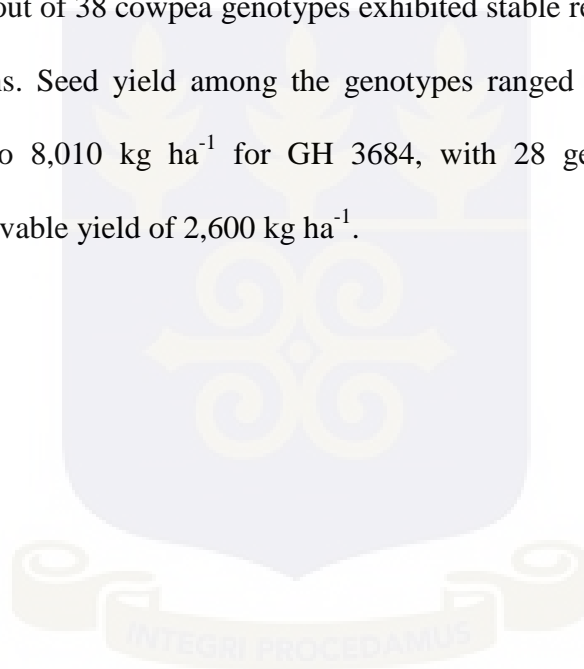 out of 38 cowpea genotypes exhibited stable re
s. Seed yield among the genotypes ranged
o 8,010 kg ha⁻¹ for GH 3684, with 28 ge
vable yield of 2,600 kg ha⁻¹.
INTEGRI PROCEDAMUS